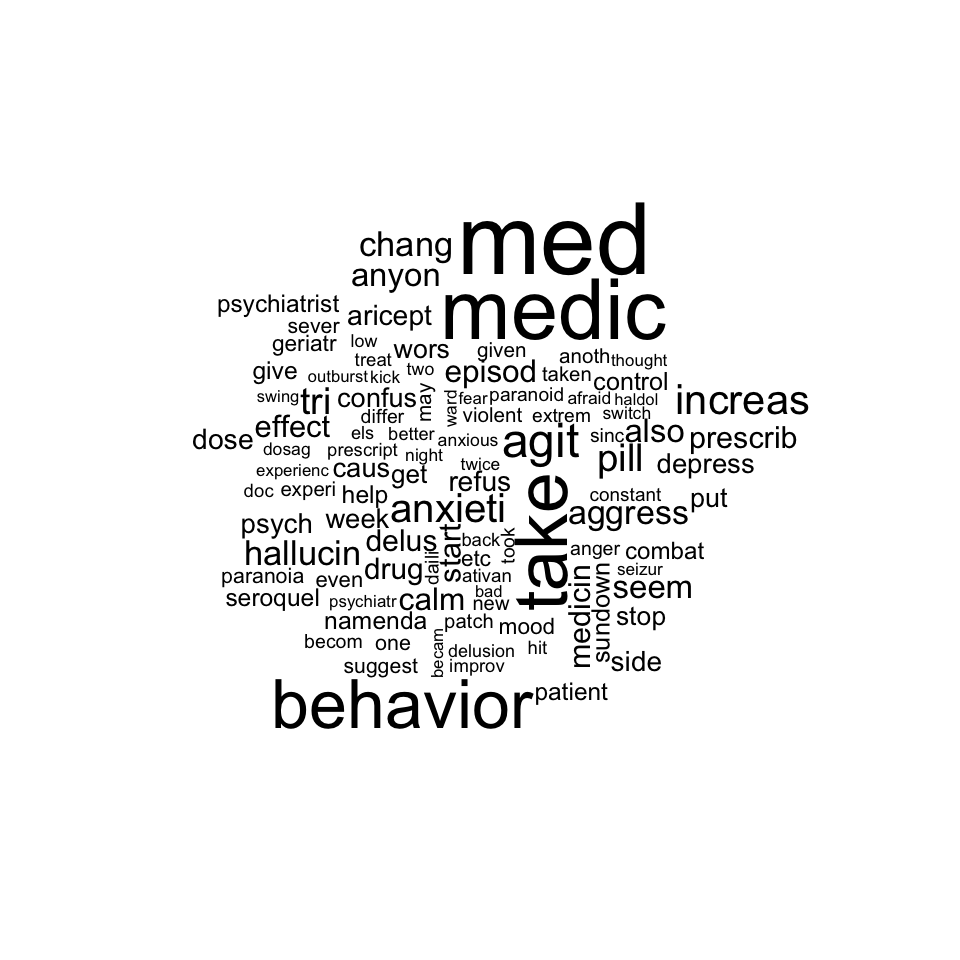 chang
med
anyon
medic
psychiatrist
aricept
sever
geriatr
low
wors
given
anoth
thought
treat
two
give
outburst
kick
episod
taken
control
swing
tri
confus
may
ward
fear
paranoid
afraid
haldol
increas
differ
violent
extrem
switch
effect
dose
els
better
anxious
agit
sinc
also
prescrib
dosag
prescript
night
pill
depress
experienc
caus
get
twice
doc
experi
help
refus
take
constant
put
psych
week
anxieti
aggress
hallucin
delus
start
back
took
anger
combat
paranoia
even
drug
daili
etc
ativan
seizur
seroquel
psychiatr
calm
bad
new
medicin
sundown
seem
namenda
patch
mood
stop
becom
one
becam
delusion
hit
suggest
improv
side
behavior
patient